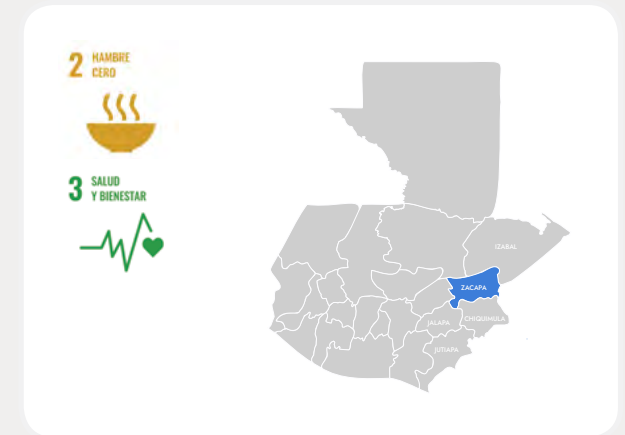 2 HAMBRE
CERO
3 SALUD
Y BIENESTAR
IZABAL
ZACAPA
CHIQUIMULA
JALAPA
JUTIAPA